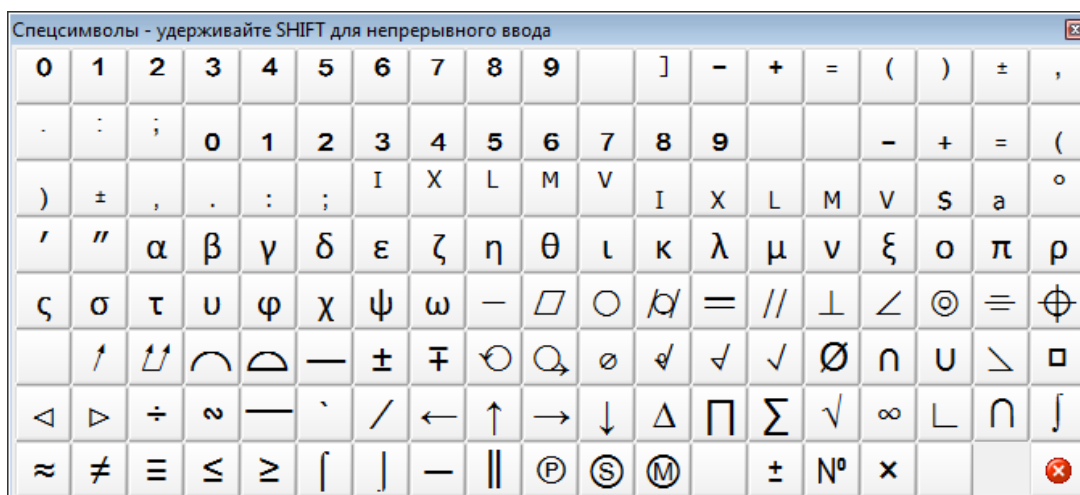 Спецсимволы - удерживайте SHIFT для непрерывного ввода
0 1 2 3 4 5 6 7 8 9 ] − + = ( ) ± ,
. : ; 0 1 2 3 4 5 6 7 8 9 − + = (
) ± , . : ; I X L M V I X L M V $ a °
′ ″ α β γ δ ε ζ η θ ι κ λ μ ν ξ ο π ρ
ς σ τ υ φ χ ψ ω — ▱ ○ ⌭ = // ⊥ ∠ ◎ ⌯ ⌖
↗ ⌰ ⌒ ⌓ — ± ∓ ⌀ √ Ø ∩ ∪ ◺ ¤
◁ ▷ ÷ ∾ — ` / ← ↑ → ↓ Δ ∏ ∑ √ ∞ ∟ ∩ ∫
≈ ≠ ≡ ≤ ≥ ⌠ ⌡ — ‖ Ⓟ Ⓢ Ⓜ ± № ×